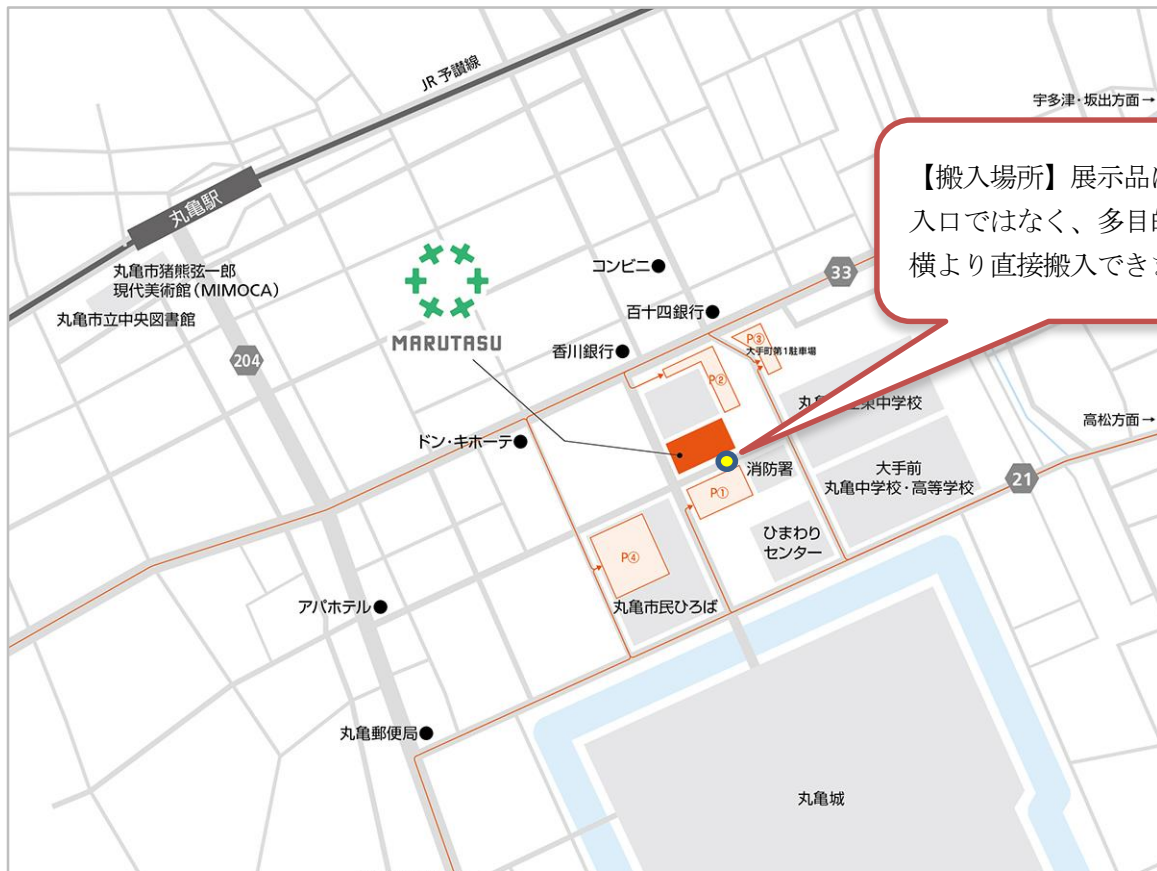 JR 予讃線
宇多津・坂出方面→
【搬入場所】展示品
入口ではなく、多目
横より直接搬入でき
丸亀駅
丸亀市猪熊弦一郎
現代美術館(MIMOCA)
丸亀市立中央図書館
コンビニ
33
百十四銀行
MARUTASU
香川銀行
P③
大手町第1駐車場
204
P②
東中学校
高松方面→
ドン・キホーテ
消防署
大手前
丸亀中学校・高等学校
21
P①
ひまわり
センター
P④
アパホテル
丸亀市民ひろば
丸亀郵便局
丸亀城